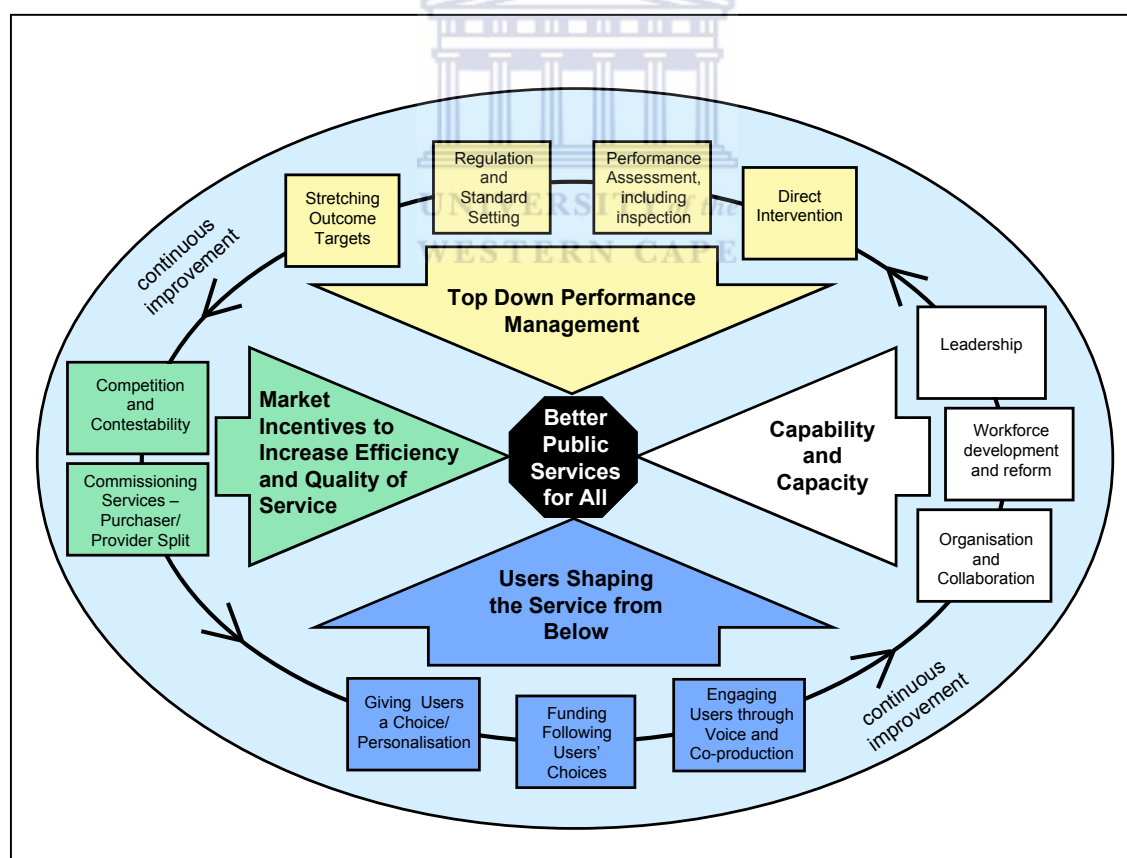 Regulation
and
Standard
Setting
Performance
Assessment,
including
inspection
Stretching
Outcome
Targets
Direct
Intervention
UNIVERSITY of the
WESTERN CAPE
continuous
improvement
Top Down Performance
Management
Leadership
Competition
and
Contestability
Market
Incentives to
Increase Efficiency
and Quality of
Service
Better
Public
Services
for All
Capability
and
Capacity
Workforce
development
and reform
Commissioning
Services –
Purchaser/
Provider Split
Organisation
and
Collaboration
Users Shaping
the Service from
Below
Giving Users
a Choice/
Personalisation
Funding
Following
Users'
Choices
Engaging
Users through
Voice and
Co-production
continuous
improvement